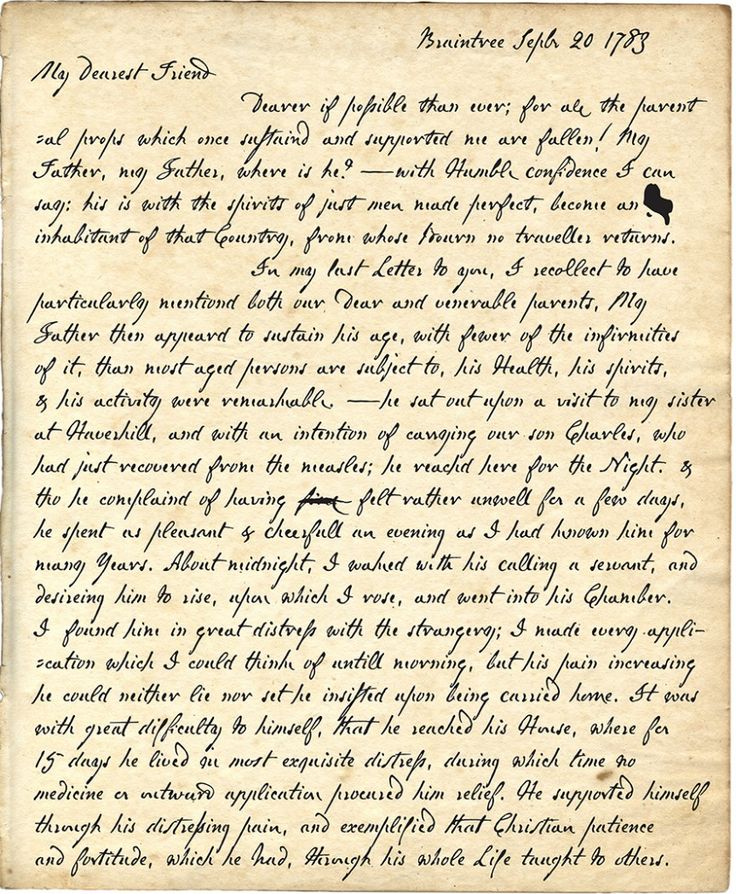 Braintree Sepbr 20 1783
My Dearest Friend
Dearer if poſsible than ever; for all the parent
=al props which once suſtaind and supported me are fallen! My
Father, my Father, where is he? —with Humble confidence I can
say: his is with the spirits of just men made perfect, become an
inhabitant of that Country, from whose Bourn no traveller returns.
In my last Letter to you, I recollect to have
particularly mentiond both our Dear and venerable parents, My
Father then appeard to sustain his age, with fewer of the infirmities
of it, than most aged persons are subject to, his Health, his spirits,
& his activity were remarkable. —he sat out upon a visit to my sister
at Haverhill, and with an intention of carrying our son Charles, who
had just recovered from the measles; he reachd here for the Night. &
tho he complaind of having felt rather unwell for a few days,
he spent as pleasant & cheerfull an evening as I had known him for
many Years. About midnight, I waked with his calling a servant, and
desireing him to rise, upon which I rose, and went into his Chamber.
I found him in great distreſs with the strangery; I made every appli-
=cation which I could think of untill morning, but his pain increasing
he could neither lie nor set he insiſted upon being carried home. It was
with great difficulty to himself, that he reached his House, where for
15 days he lived in most exquisite distreſs, during which time no
medicine or outward application procured him relief. He supported himself
through his distreſsing pain, and exemplified that Christian patience
and fortitude, which he had, through his whole Life taught to others.